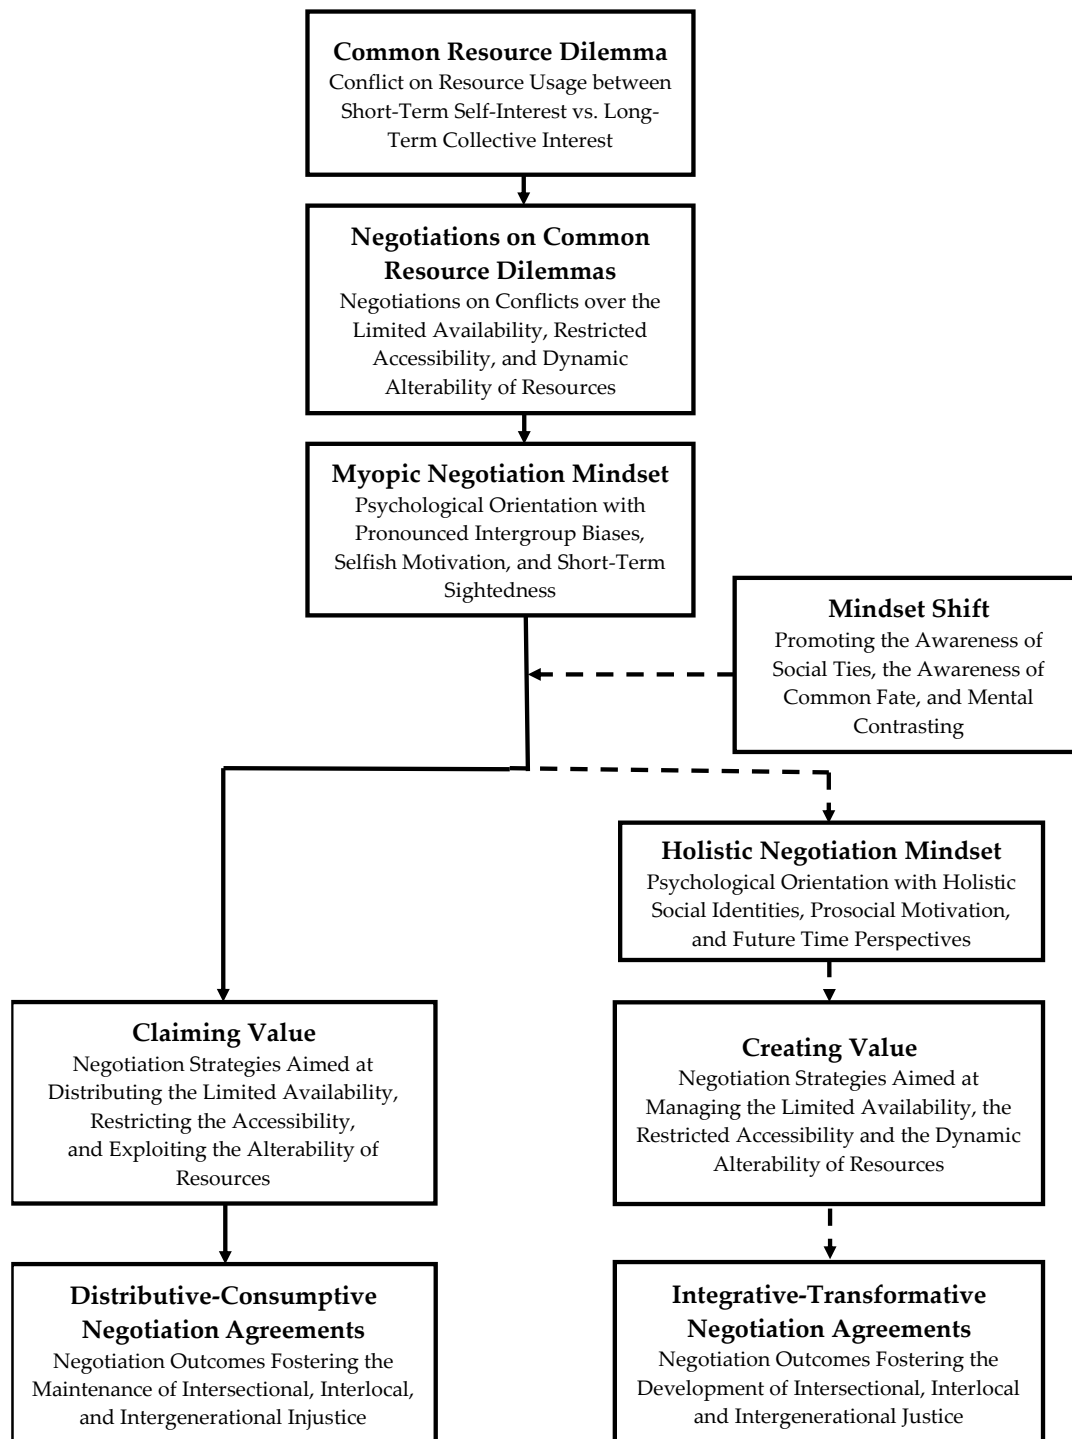 Common Resource Dilemma
Conflict on Resource Usage between
Short-Term Self-Interest vs. Long-
Term Collective Interest
Negotiations on Common
Resource Dilemmas
Negotiations on Conflicts over the
Limited Availability, Restricted
Accessibility, and Dynamic
Alterability of Resources
Myopic Negotiation Mindset
Psychological Orientation with
Pronounced Intergroup Biases,
Selfish Motivation, and Short-Term
Sightedness
Mindset Shift
Promoting the Awareness of
Social Ties, the Awareness of
Common Fate, and Mental
Contrasting
Holistic Negotiation Mindset
Psychological Orientation with Holistic
Social Identities, Prosocial Motivation,
and Future Time Perspectives
Claiming Value
Negotiation Strategies Aimed at
Distributing the Limited Availability,
Restricting the Accessibility,
and Exploiting the Alterability of
Resources
Creating Value
Negotiation Strategies Aimed at
Managing the Limited Availability, the
Restricted Accessibility and the Dynamic
Alterability of Resources
Distributive-Consumptive
Negotiation Agreements
Negotiation Outcomes Fostering the
Maintenance of Intersectional, Interlocal,
and Intergenerational Injustice
Integrative-Transformative
Negotiation Agreements
Negotiation Outcomes Fostering the
Development of Intersectional, Interlocal
and Intergenerational Justice